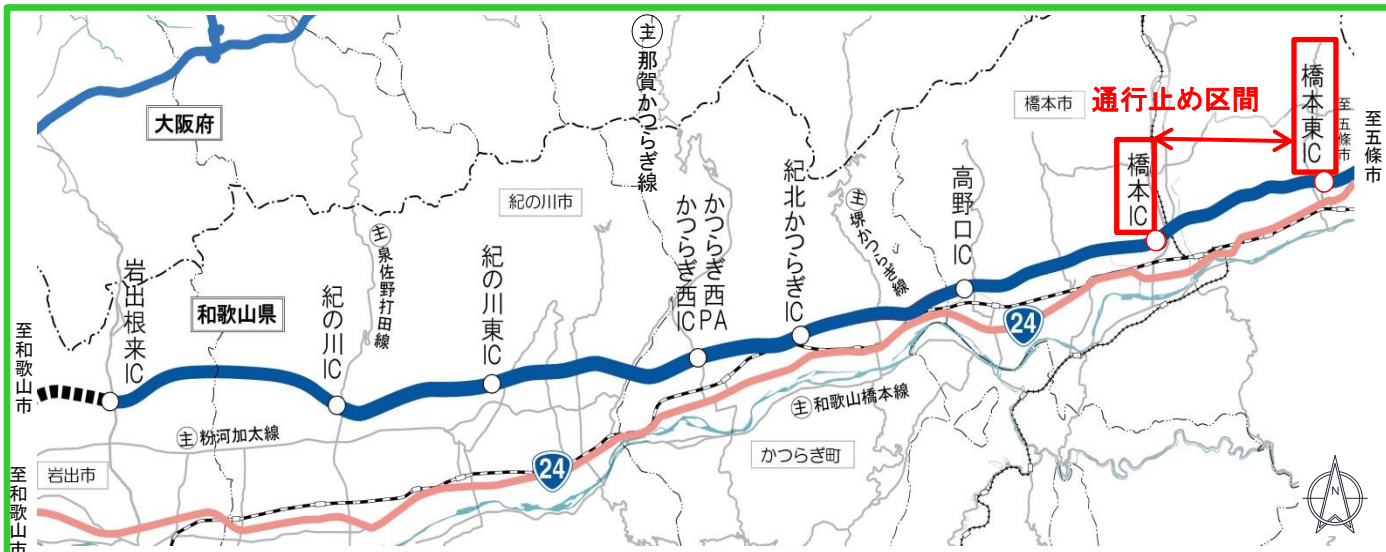 主 那賀かつらぎ線
大阪府
橋本市
通行止め区間
橋本東IC
至五條市
至五條市
橋本IC
紀の川市
かつらぎ西IC
かつらぎ西PA
紀北かつらぎIC
主 堺かつらぎ線
高野口IC
主 泉佐野打田線
岩出根来IC
和歌山県
紀の川IC
紀の川東IC
24
至和歌山市
主 和歌山橋本線
主 粉河加太線
かつらぎ町
24
岩出市
至和歌山市
N